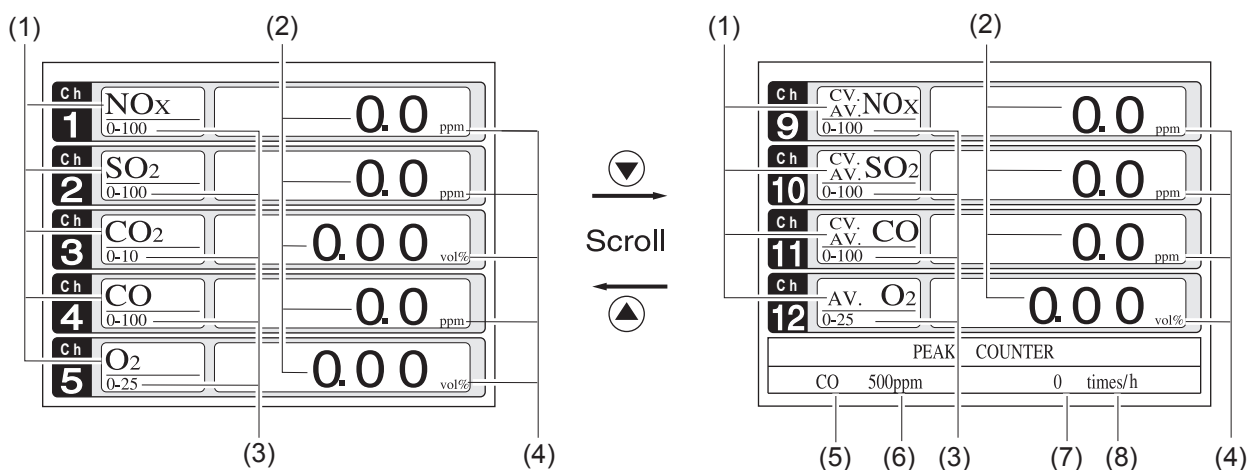 (1) (2)
Ch 1 NOx 0-100 0.0 ppm
Ch 2 SO2 0-100 0.0 ppm
Ch 3 CO2 0-10 0.00 vol%
Ch 4 CO 0-100 0.0 ppm
Ch 5 O2 0-25 0.00 vol%
(3) (4)
Scroll
(1) (2)
Ch 9 CV. AV. NOx 0-100 0.0 ppm
Ch 10 CV. AV. SO2 0-100 0.0 ppm
Ch 11 CV. AV. CO 0-100 0.0 ppm
Ch 12 AV. O2 0-25 0.00 vol%
PEAK COUNTER
CO 500ppm 0 times/h
(5) (6) (3) (7) (8) (4)